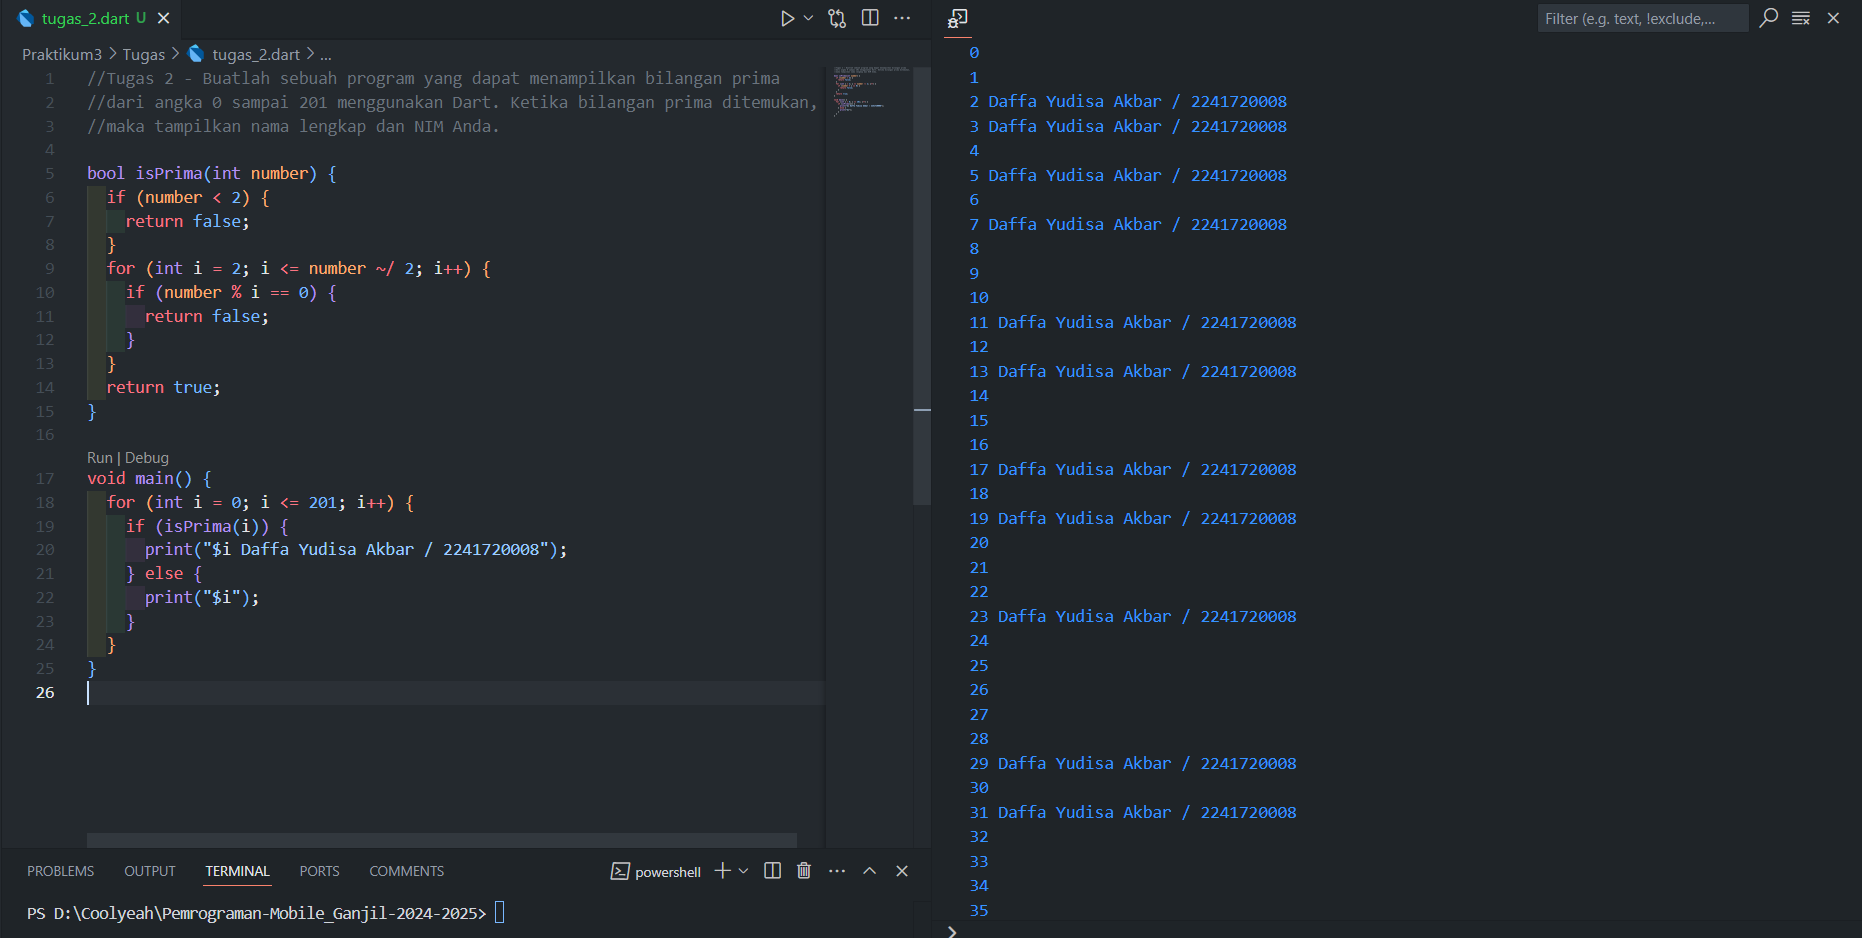 tugas_2.dart U
Praktikum3 > Tugas > tugas_2.dart > ...
1 //Tugas 2 - Buatlah sebuah program yang dapat menampilkan bilangan prima
2 //dari angka 0 sampai 201 menggunakan Dart. Ketika bilangan prima ditemukan,
3 //maka tampilkan nama lengkap dan NIM Anda.
4
5 bool isPrima(int number) {
6   if (number < 2) {
7     return false;
8   }
9   for (int i = 2; i <= number ~/ 2; i++) {
10     if (number % i == 0) {
11       return false;
12     }
13   }
14   return true;
15 }
16
Run | Debug
17 void main() {
18   for (int i = 0; i <= 201; i++) {
19     if (isPrima(i)) {
20       print("$i Daffa Yudisa Akbar / 2241720008");
21     } else {
22       print("$i");
23     }
24   }
25 }
26
PROBLEMS OUTPUT TERMINAL PORTS COMMENTS powershell
PS D:\Coolyeah\Pemrograman-Mobile_Ganjil-2024-2025>
Filter (e.g. text, !exclude,...
0
1
2 Daffa Yudisa Akbar / 2241720008
3 Daffa Yudisa Akbar / 2241720008
4
5 Daffa Yudisa Akbar / 2241720008
6
7 Daffa Yudisa Akbar / 2241720008
8
9
10
11 Daffa Yudisa Akbar / 2241720008
12
13 Daffa Yudisa Akbar / 2241720008
14
15
16
17 Daffa Yudisa Akbar / 2241720008
18
19 Daffa Yudisa Akbar / 2241720008
20
21
22
23 Daffa Yudisa Akbar / 2241720008
24
25
26
27
28
29 Daffa Yudisa Akbar / 2241720008
30
31 Daffa Yudisa Akbar / 2241720008
32
33
34
35